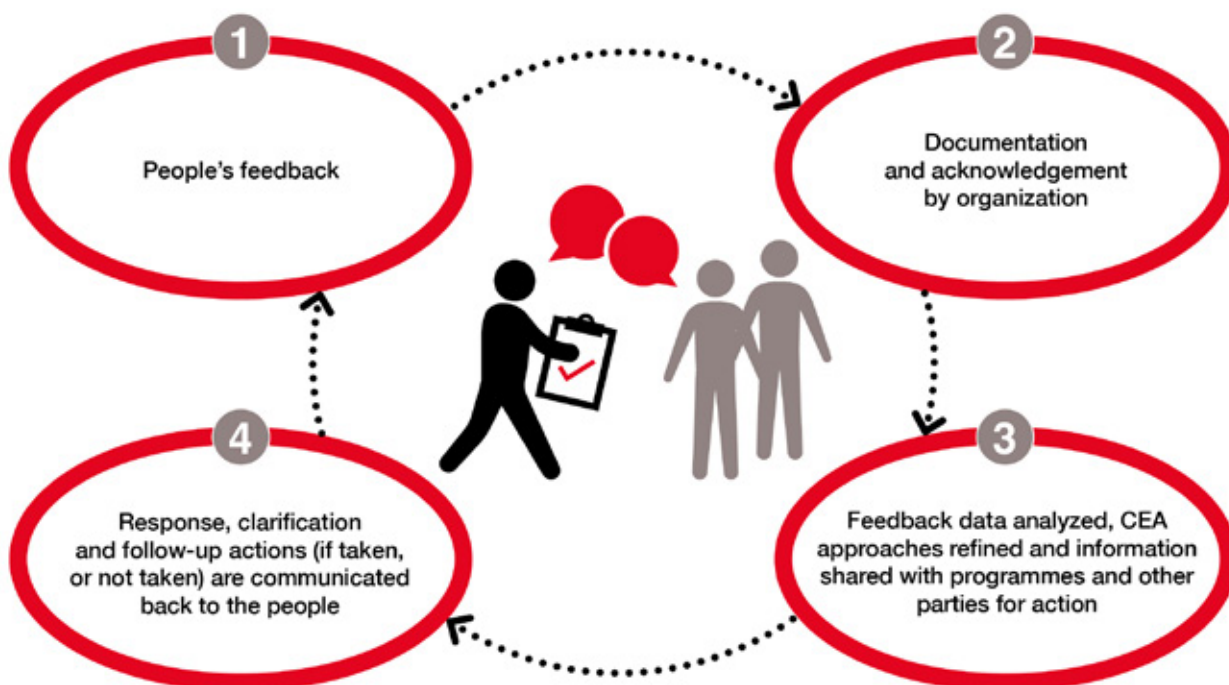 1
People's feedback
2
Documentation
and acknowledgement
by organization
3
Feedback data analyzed, CEA
approaches refined and information
shared with programmes and other
parties for action
4
Response, clarification
and follow-up actions (if taken,
or not taken) are communicated
back to the people